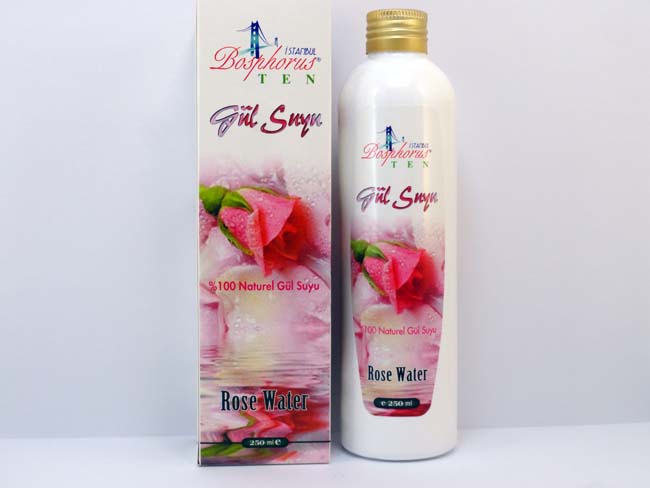 İSTANBUL
Bosphorus®
TEN
Gül Suyu
%100 Naturel Gül Suyu
Rose Water
250 ml e
İSTANBUL
Bosphorus®
TEN
Gül Suyu
100 Naturel Gül Suyu
Rose Water
e 250 ml